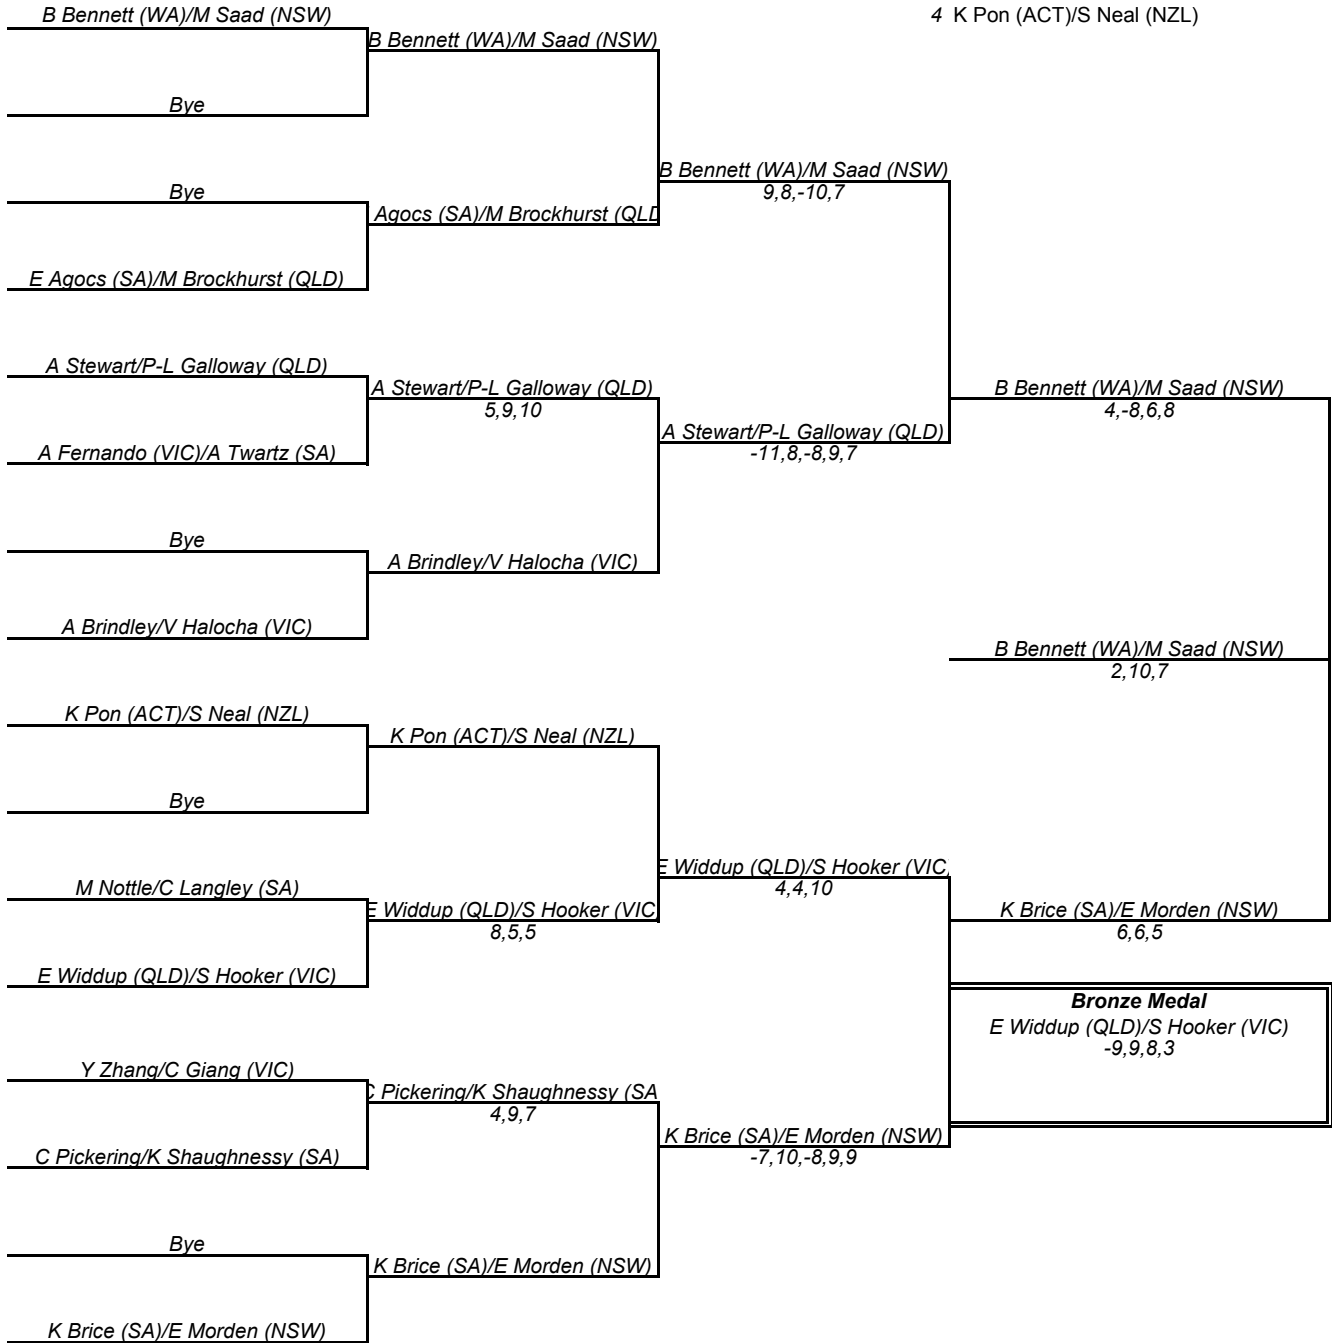 B Bennett (WA)/M Saad (NSW)
4 K Pon (ACT)/S Neal (NZL)
B Bennett (WA)/M Saad (NSW)
Bye
B Bennett (WA)/M Saad (NSW)
9,8,-10,7
Bye
Agocs (SA)/M Brockhurst (QLD
E Agocs (SA)/M Brockhurst (QLD)
A Stewart/P-L Galloway (QLD)
A Stewart/P-L Galloway (QLD)
5,9,10
B Bennett (WA)/M Saad (NSW)
4,-8,6,8
A Stewart/P-L Galloway (QLD)
-11,8,-8,9,7
A Fernando (VIC)/A Twartz (SA)
Bye
A Brindley/V Halocha (VIC)
A Brindley/V Halocha (VIC)
B Bennett (WA)/M Saad (NSW)
2,10,7
K Pon (ACT)/S Neal (NZL)
K Pon (ACT)/S Neal (NZL)
Bye
E Widdup (QLD)/S Hooker (VIC)
4,4,10
M Nottle/C Langley (SA)
E Widdup (QLD)/S Hooker (VIC
8,5,5
K Brice (SA)/E Morden (NSW)
6,6,5
E Widdup (QLD)/S Hooker (VIC)
Bronze Medal
E Widdup (QLD)/S Hooker (VIC)
-9,9,8,3
Y Zhang/C Giang (VIC)
C Pickering/K Shaughnessy (SA
4,9,7
K Brice (SA)/E Morden (NSW)
-7,10,-8,9,9
C Pickering/K Shaughnessy (SA)
Bye
K Brice (SA)/E Morden (NSW)
K Brice (SA)/E Morden (NSW)